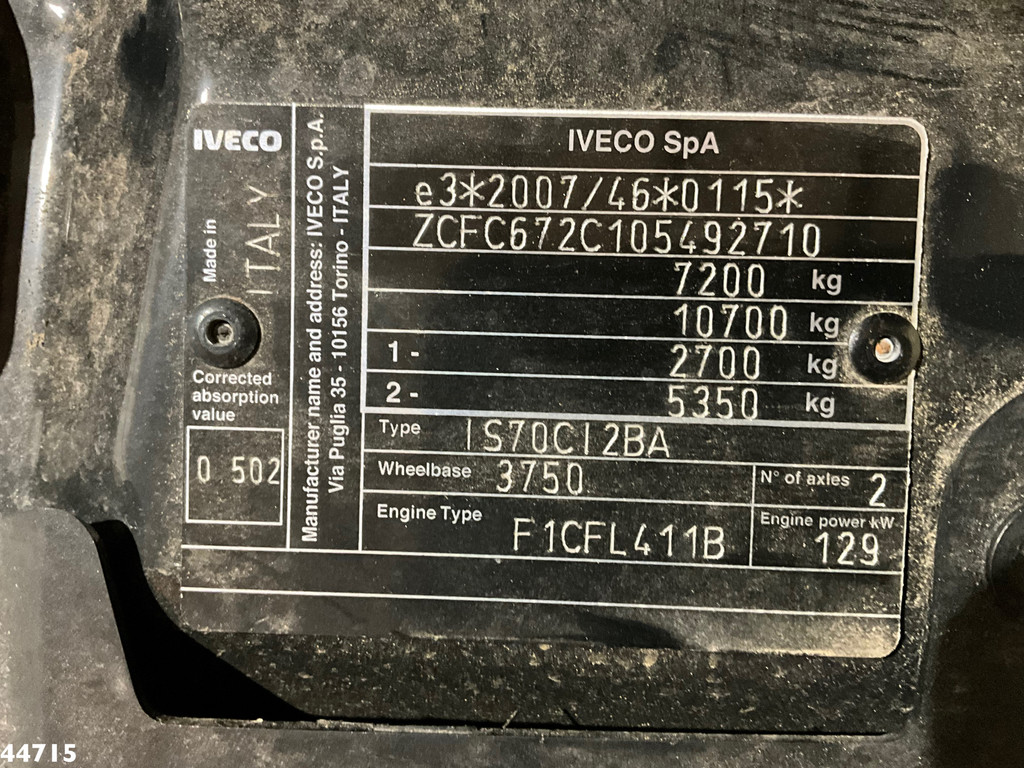 IVECO
Made in
ITALY
Corrected
absorption
value
0 502
Manufacturer name and address: IVECO S.p.A.
Via Puglia 35 - 10156 Torino - ITALY
IVECO SpA
e3*2007/46*0115*
ZCFC672C105492710
7200 kg
10700 kg
1 - 2700 kg
2 - 5350 kg
Type IS70CI2BA
Wheelbase 3750 N° of axles 2
Engine Type F1CFL411B Engine power kW 129
44715